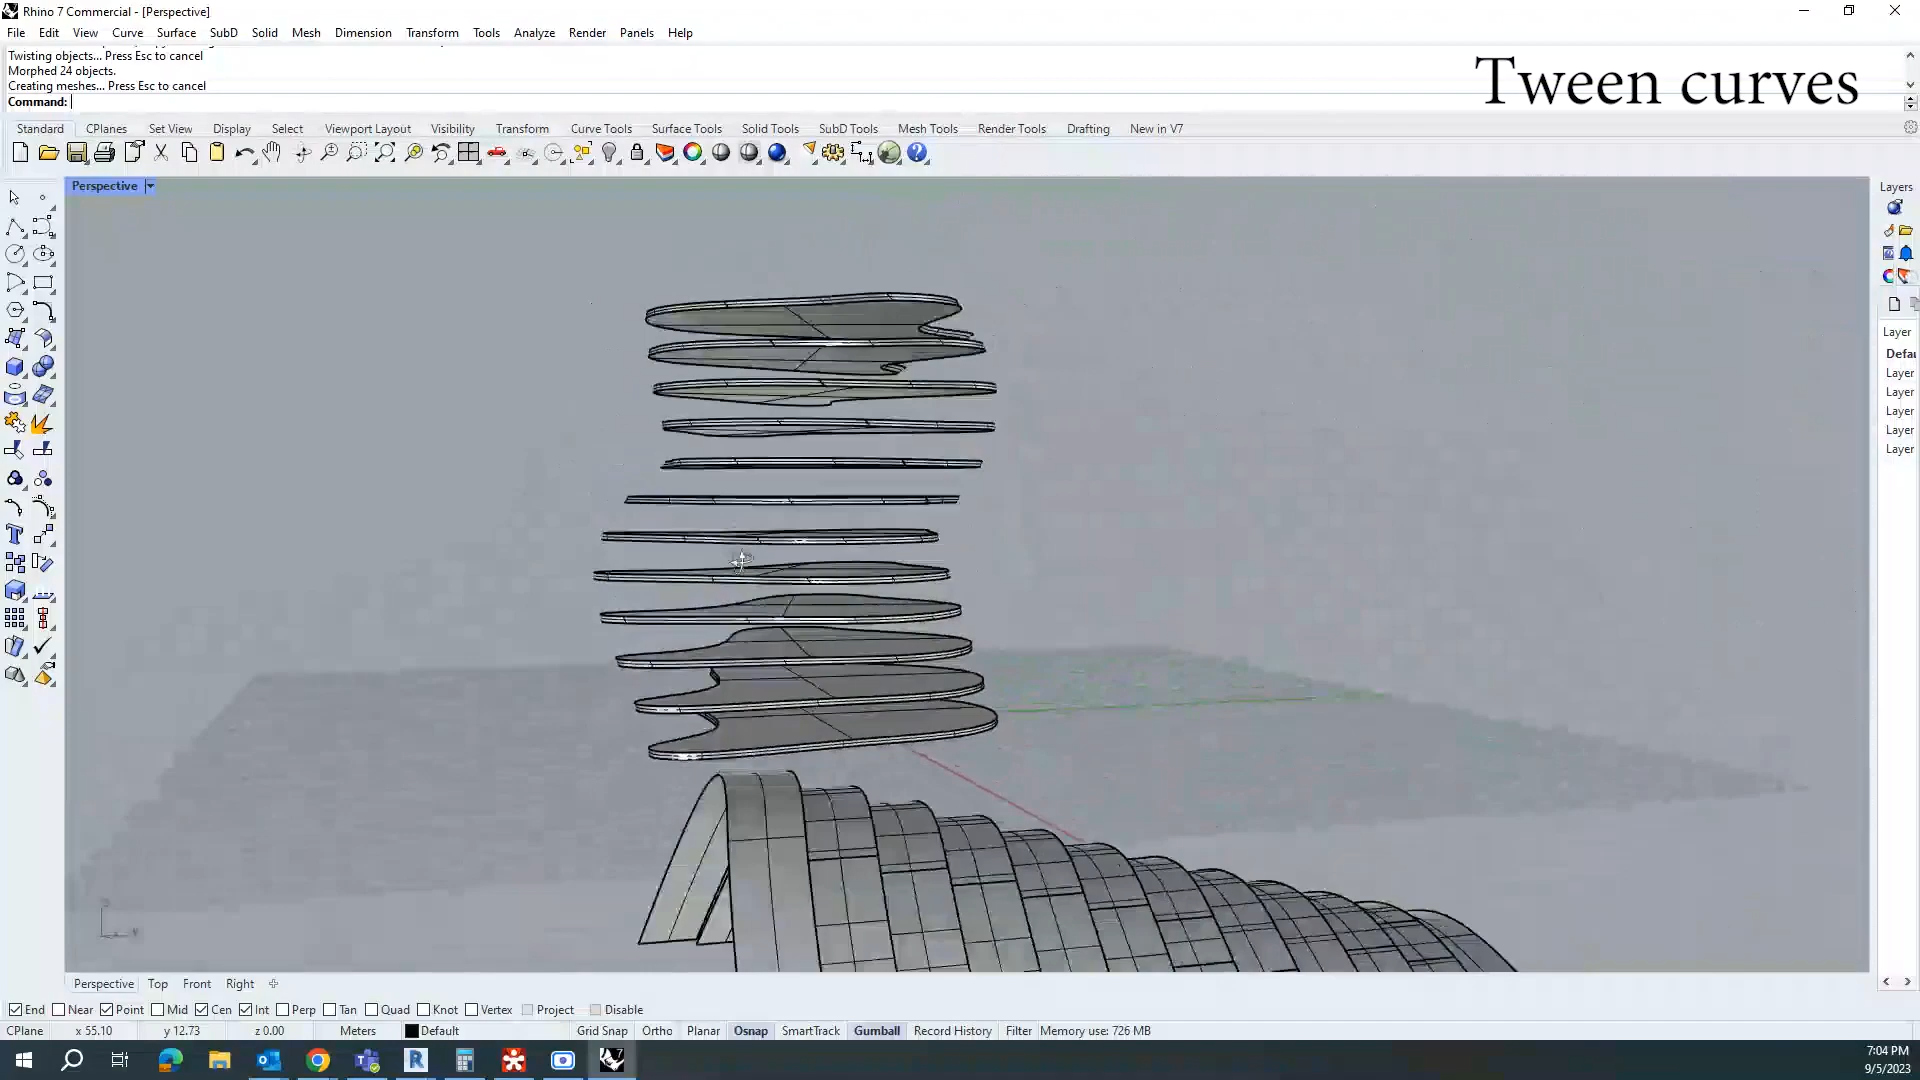 Rhino 7 Commercial - [Perspective]
File Edit View Curve Surface SubD Solid Mesh Dimension Transform Tools Analyze Render Panels Help
Twisting objects... Press Esc to cancel
Morphed 24 objects.
Creating meshes... Press Esc to cancel
Command:
Tween curves
Standard CPlanes Set View Display Select Viewport Layout Visibility Transform Curve Tools Surface Tools Solid Tools SubD Tools Mesh Tools Render Tools Drafting New in V7
Perspective
Layers
Layer
Defau
Layer
Layer
Layer
Layer
Layer
Perspective Top Front Right
End Near Point Mid Cen Int Perp Tan Quad Knot Vertex Project Disable
CPlane x 55.10 y 12.73 z 0.00 Meters Default Grid Snap Ortho Planar Osnap SmartTrack Gumball Record History Filter Memory use: 726 MB
7:04 PM
9/5/2023